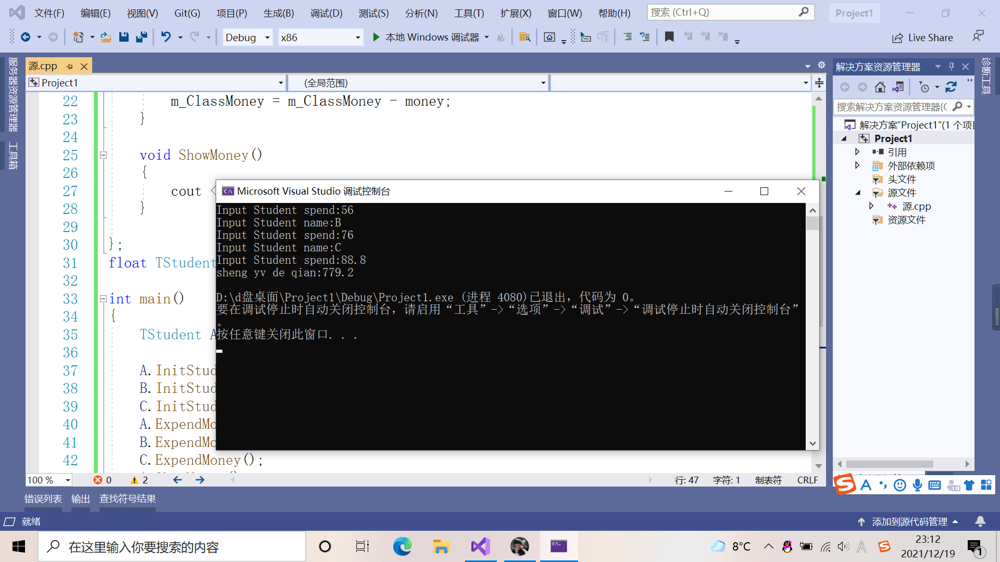 文件(F) 编辑(E) 视图(V) Git(G) 项目(P) 生成(B) 调试(D) 测试(S) 分析(N) 工具(T) 扩展(X) 窗口(W) 帮助(H) 搜索 (Ctrl+Q) Project1
Debug x86 本地 Windows 调试器 Live Share
服务器资源管理器
工具箱
源.cpp
Project1 (全局范围)
22 m_ClassMoney = m_ClassMoney - money;
23 }
24
25 void ShowMoney()
26 {
27 cout <
28 }
29
30 };
31 float TStudent
32
33 int main()
34 {
35 TStudent A
36
37 A.InitStud
38 B.InitStud
39 C.InitStud
40 A.ExpendMo
41 B.ExpendMo
42 C.ExpendMoney();
Microsoft Visual Studio 调试控制台
Input Student spend:56
Input Student name:B
Input Student spend:76
Input Student name:C
Input Student spend:88.8
sheng yv de qian:779.2
D:\d盘桌面\Project1\Debug\Project1.exe (进程 4080)已退出，代码为 0。
要在调试停止时自动关闭控制台，请启用“工具”->“选项”->“调试”->“调试停止时自动关闭控制台”
。
按任意键关闭此窗口. . .
解决方案资源管理器
搜索解决方案资源管理器(C
解决方案“Project1”(1 个项目
Project1
引用
外部依赖项
头文件
源文件
源.cpp
资源文件
诊断工具
100 % 0 2 行: 47 字符: 1 制表符 CRLF
错误列表 输出 查找符号结果
就绪 添加到源代码管理
在这里输入你要搜索的内容
8°C
23:12
2021/12/19
1